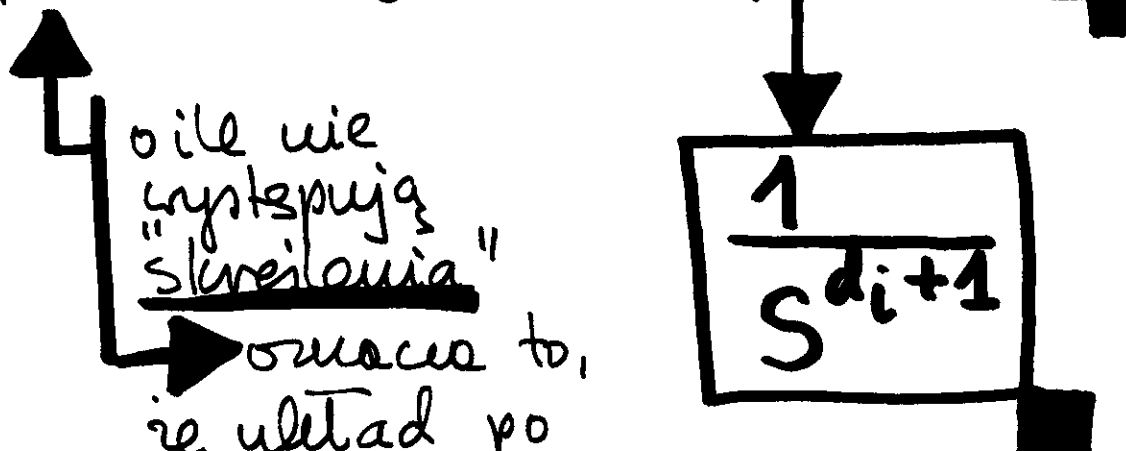 o ile nie
występują
"skreślenia"
oznacza to,
że układ po
1
S^{d_i+1}